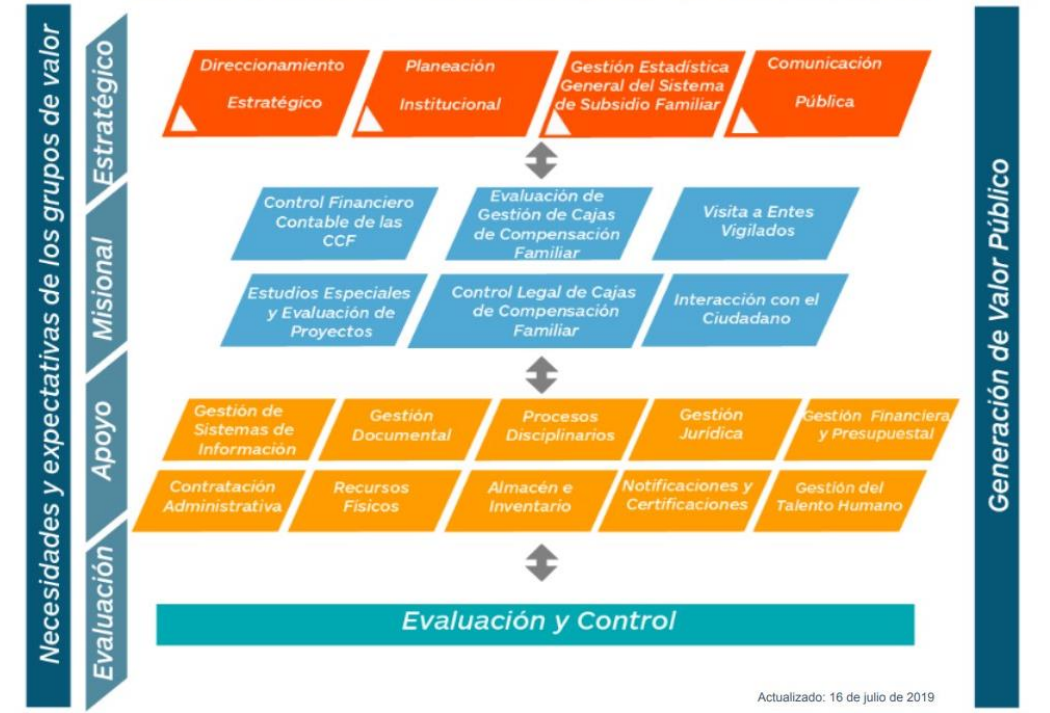 Necesidades y expectativas de los grupos de valor
Estratégico
Direccionamiento
Estratégico
Planeación
Institucional
Gestión Estadística
General del Sistema
de Subsidio Familiar
Comunicación
Pública
Misional
Control Financiero
Contable de las
CCF
Evaluación de
Gestión de Cajas
de Compensación
Familiar
Visita a Entes
Vigilados
Estudios Especiales
y Evaluación de
Proyectos
Control Legal de Cajas
de Compensación
Familiar
Interacción con el
Ciudadano
Apoyo
Gestión de
Sistemas de
Información
Gestión
Documental
Procesos
Disciplinarios
Gestión
Jurídica
Gestión Financiera
y Presupuestal
Contratación
Administrativa
Recursos
Físicos
Almacén e
Inventario
Notificaciones y
Certificaciones
Gestión del
Talento Humano
Evaluación
Evaluación y Control
Generación de Valor Público
Actualizado: 16 de julio de 2019